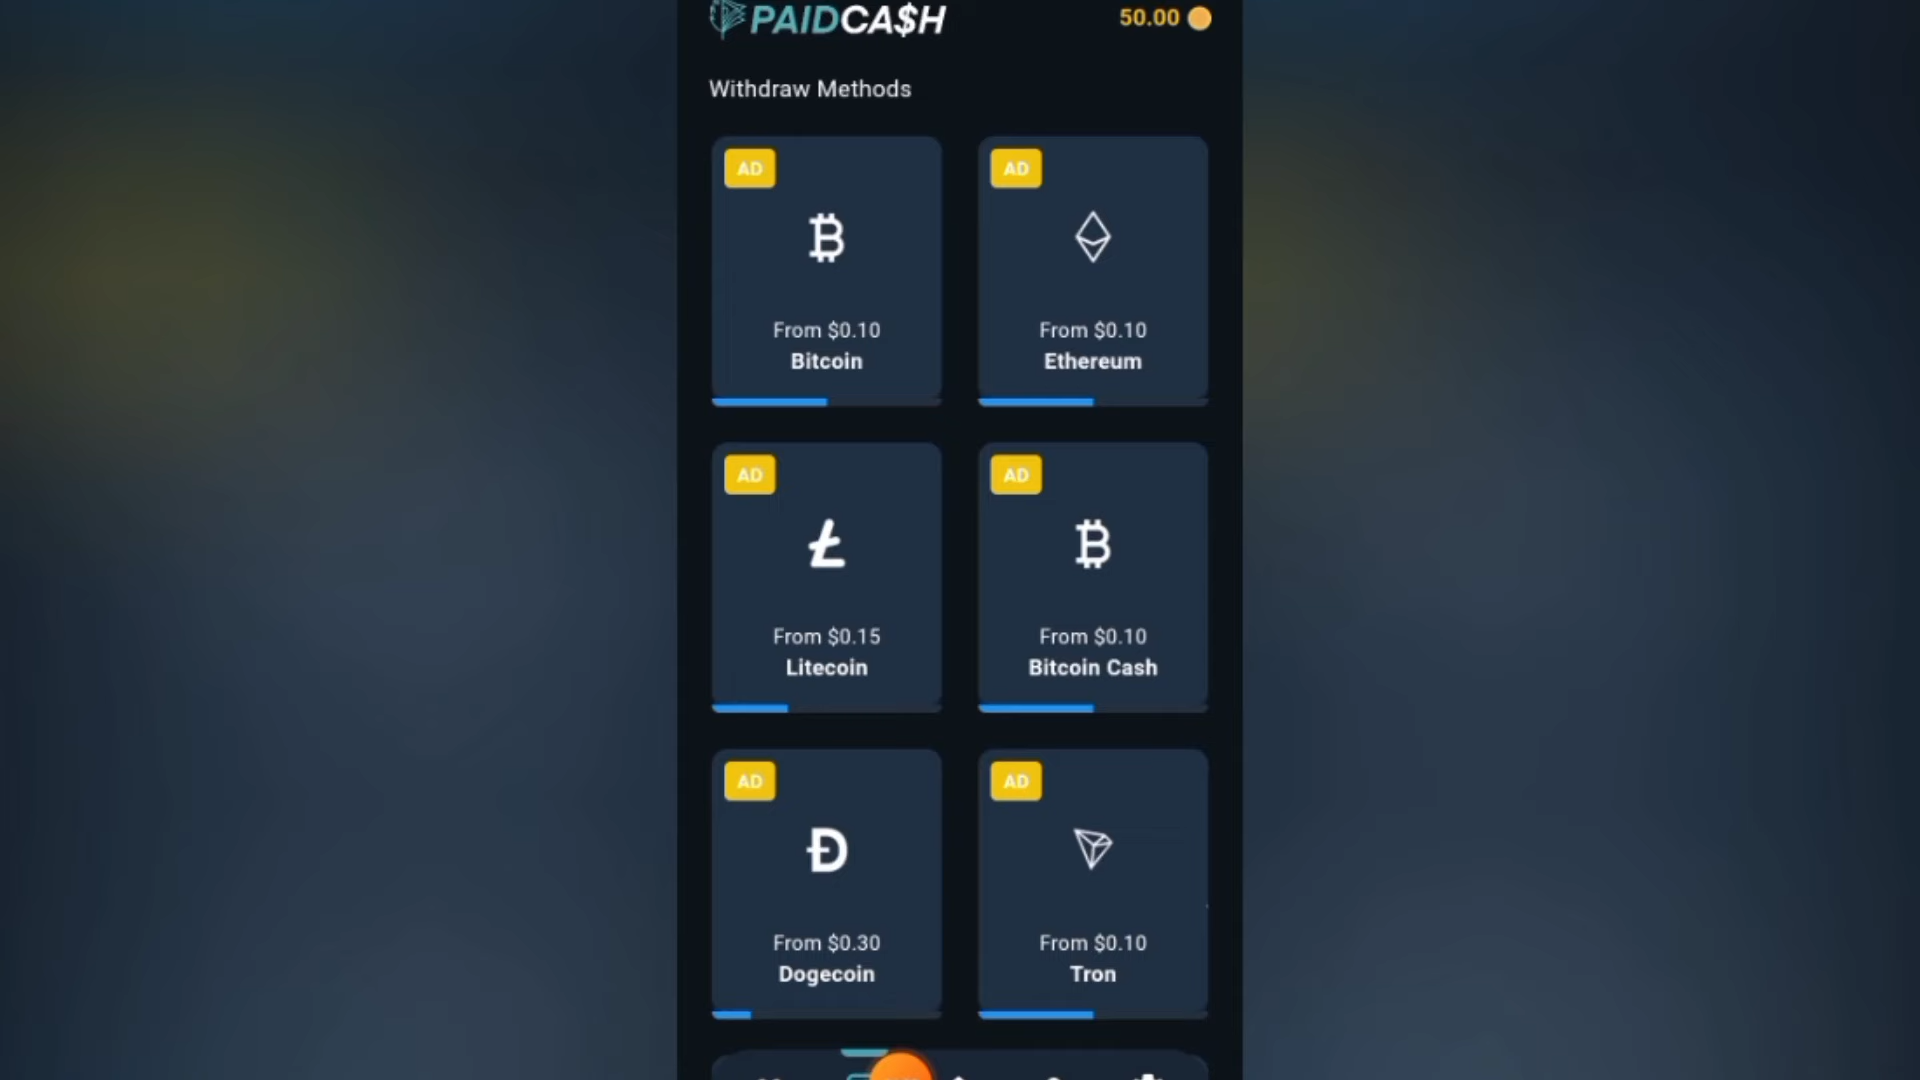 PAIDCA$H
50.00
Withdraw Methods
AD
From $0.10
Bitcoin
AD
From $0.10
Ethereum
AD
From $0.15
Litecoin
AD
From $0.10
Bitcoin Cash
AD
From $0.30
Dogecoin
AD
From $0.10
Tron